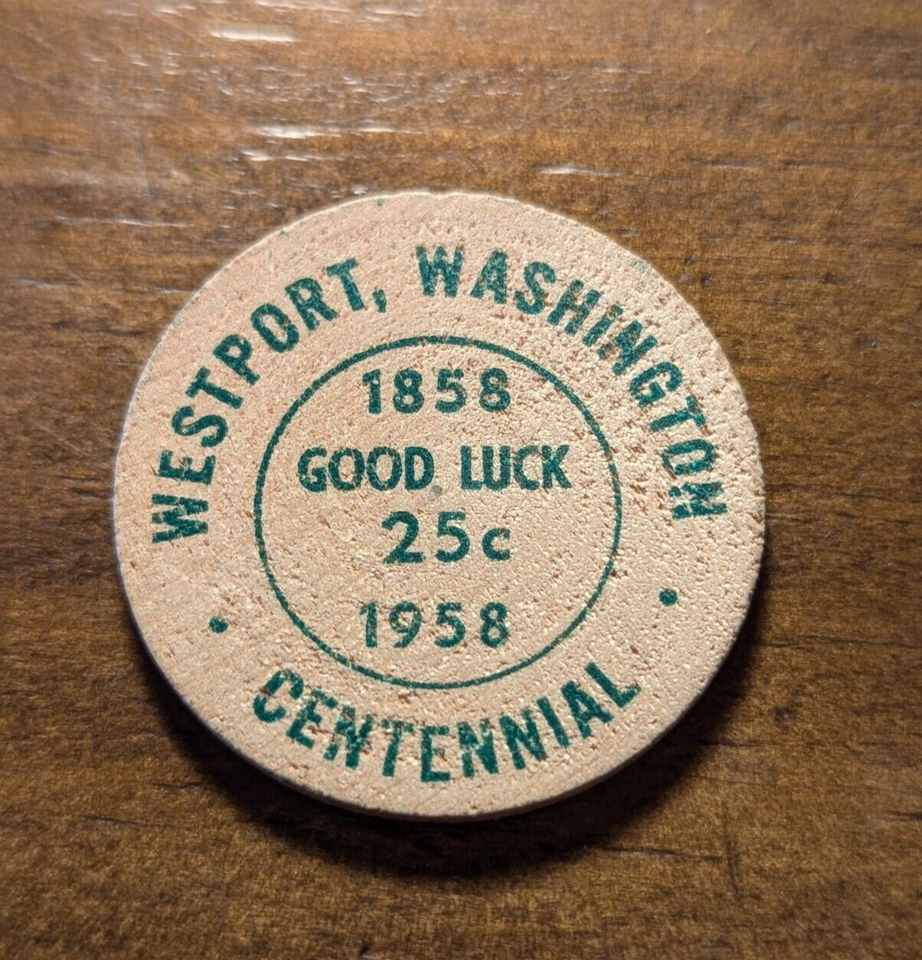 WESTPORT, WASHINGTON
1858
GOOD LUCK
25c
1958
• CENTENNIAL •